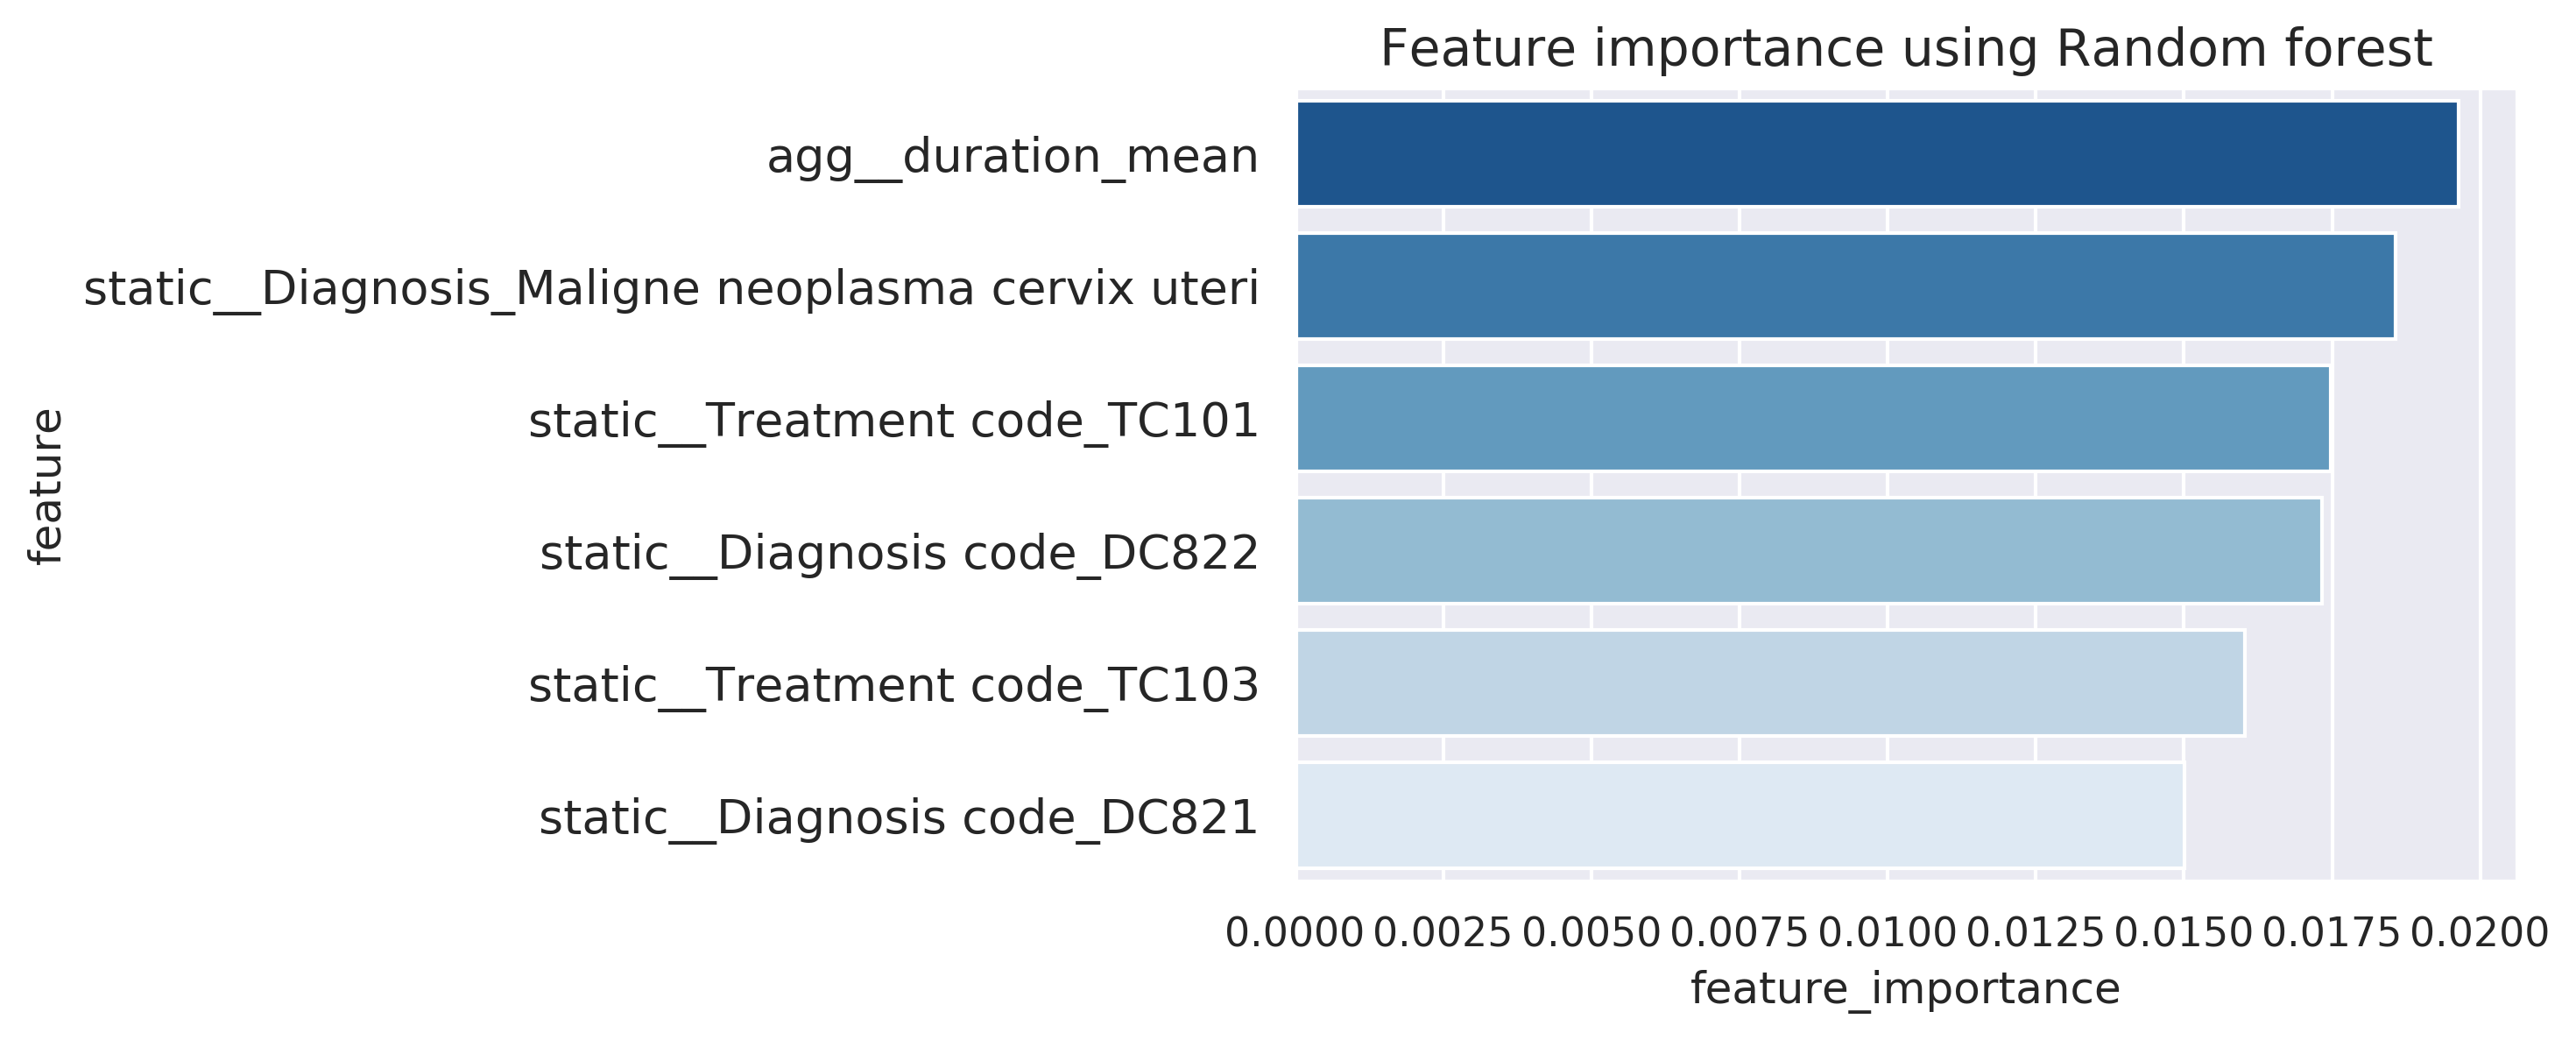 Feature importance using Random forest
agg__duration_mean
static__Diagnosis_Maligne neoplasma cervix uteri
static__Treatment code_TC101
static__Diagnosis code_DC822
static__Treatment code_TC103
static__Diagnosis code_DC821
feature
0.0000 0.0025 0.0050 0.0075 0.0100 0.0125 0.0150 0.0175 0.0200
feature_importance